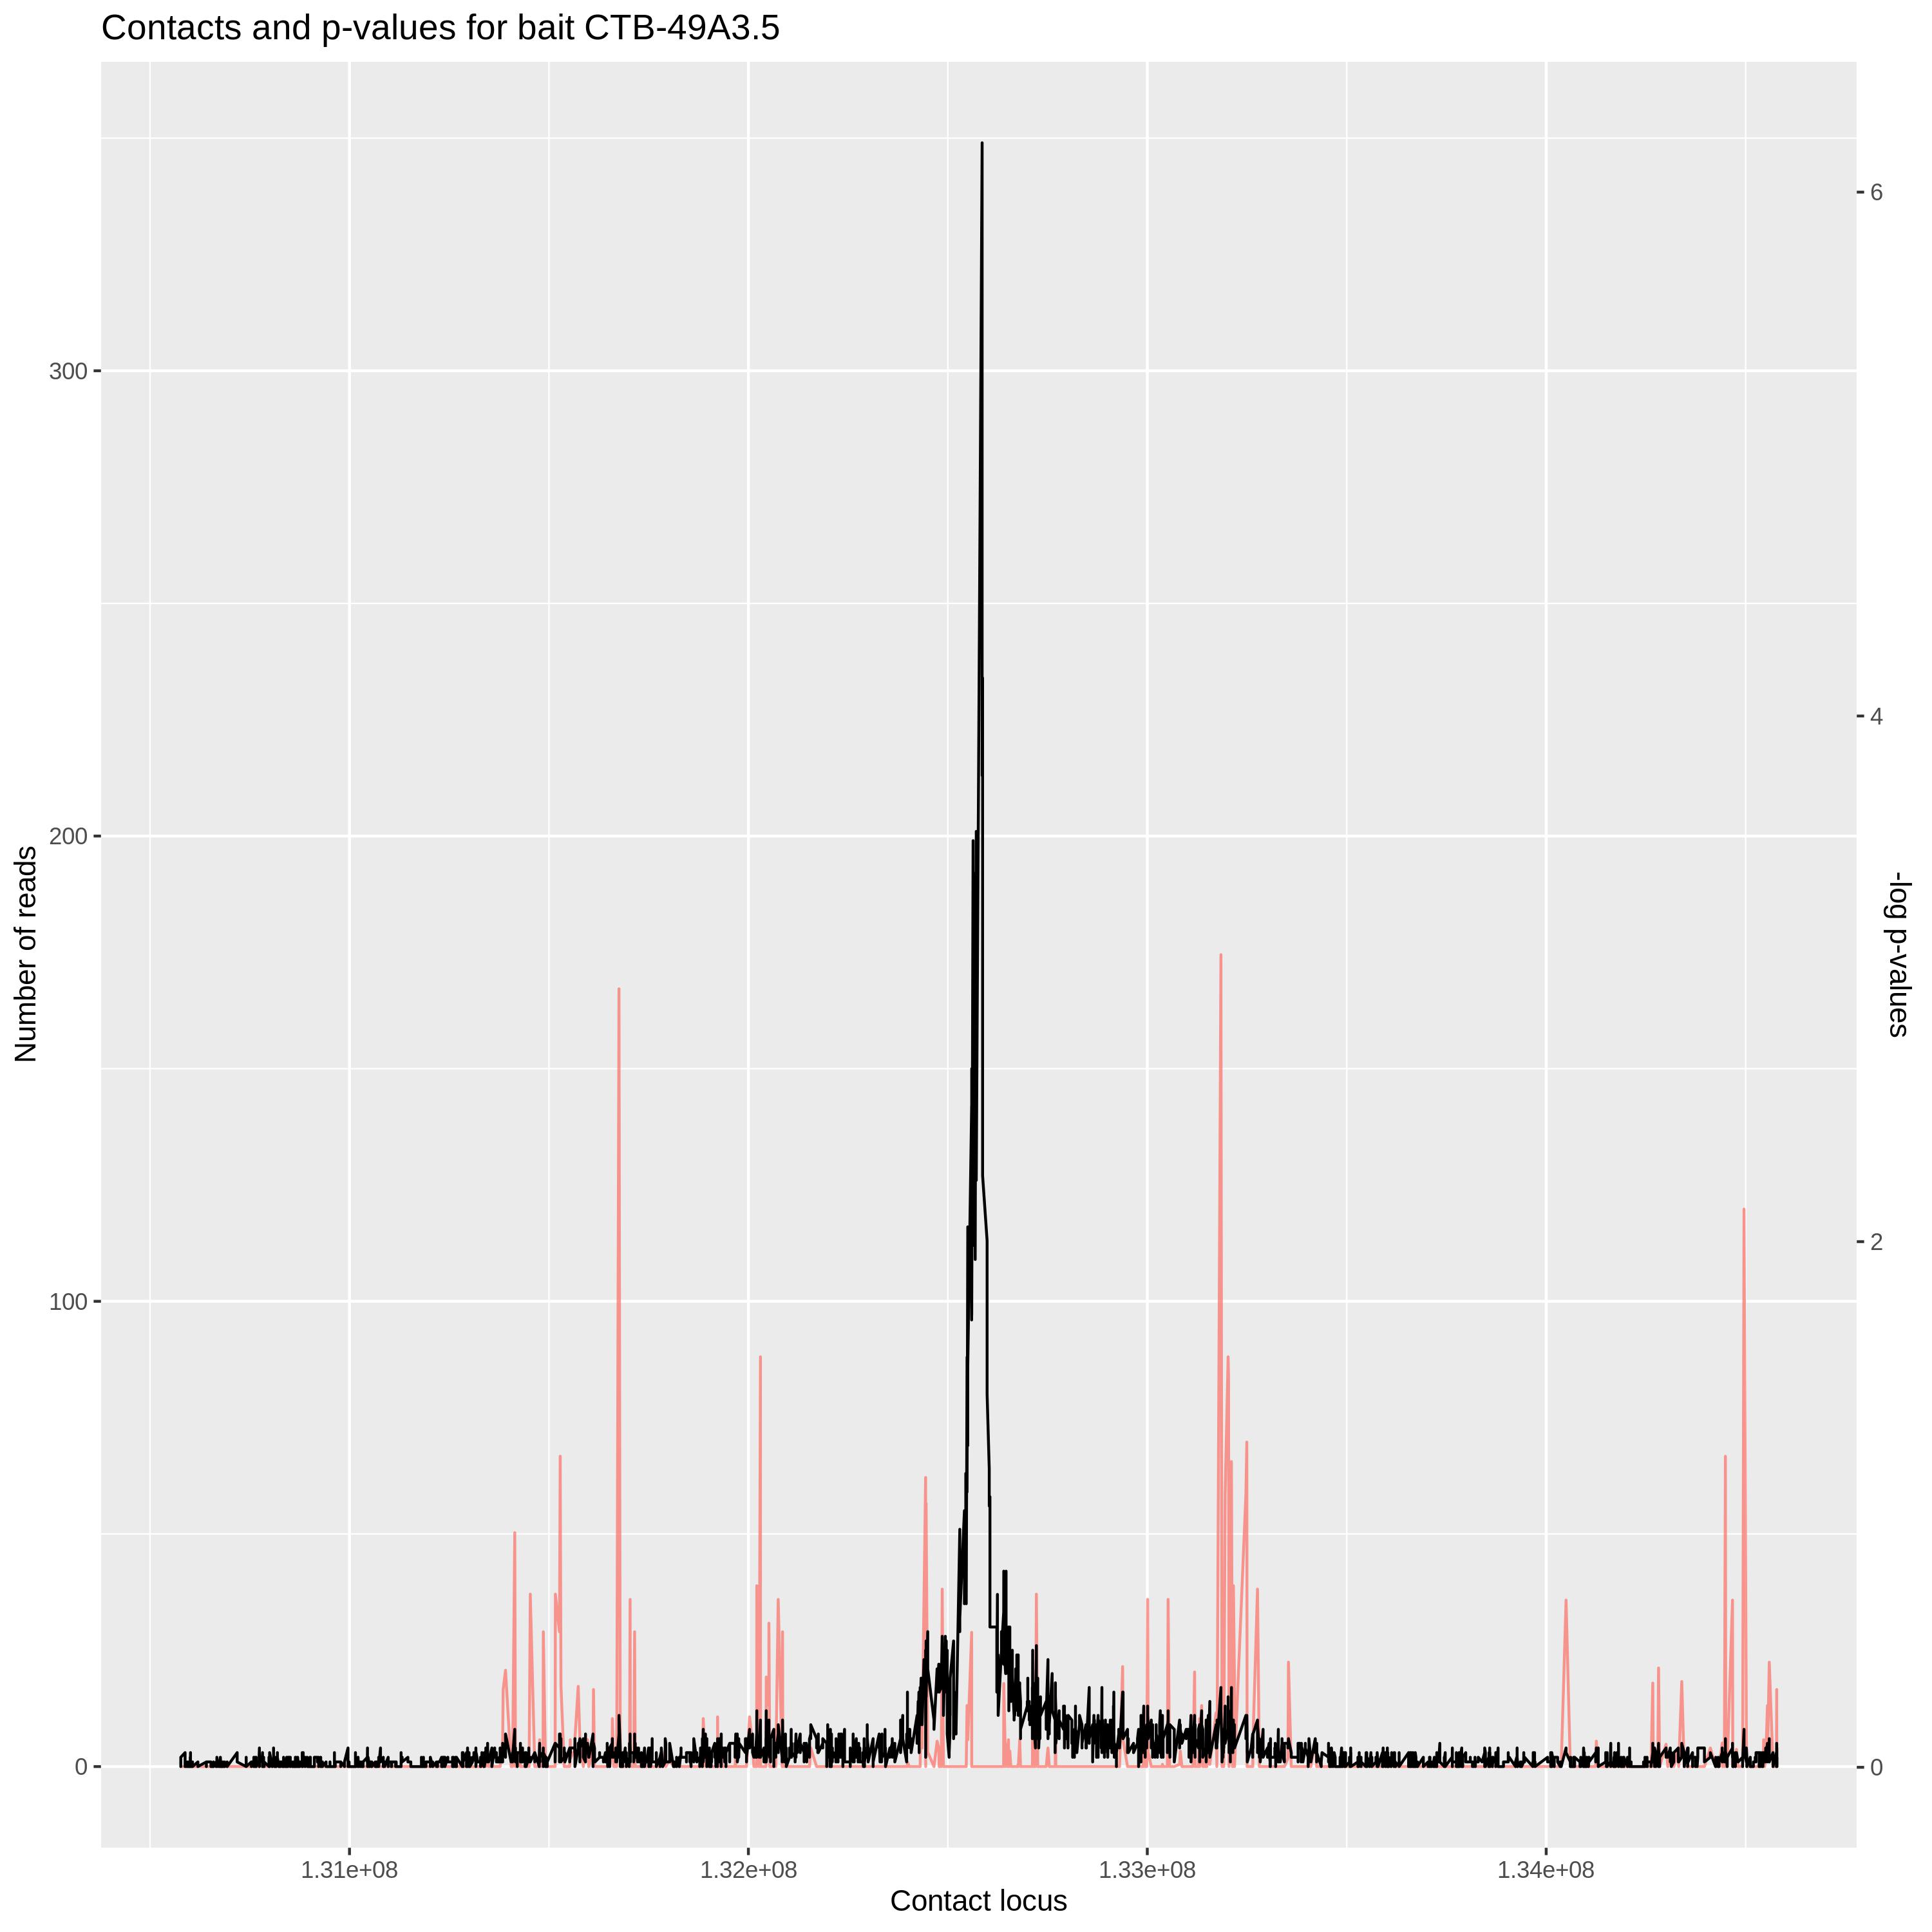 Contacts and p-values for bait CTB-49A3.5
300
200
100
0
Number of reads
6
4
2
0
-log p-values
1.31e+08
1.32e+08
1.33e+08
1.34e+08
Contact locus